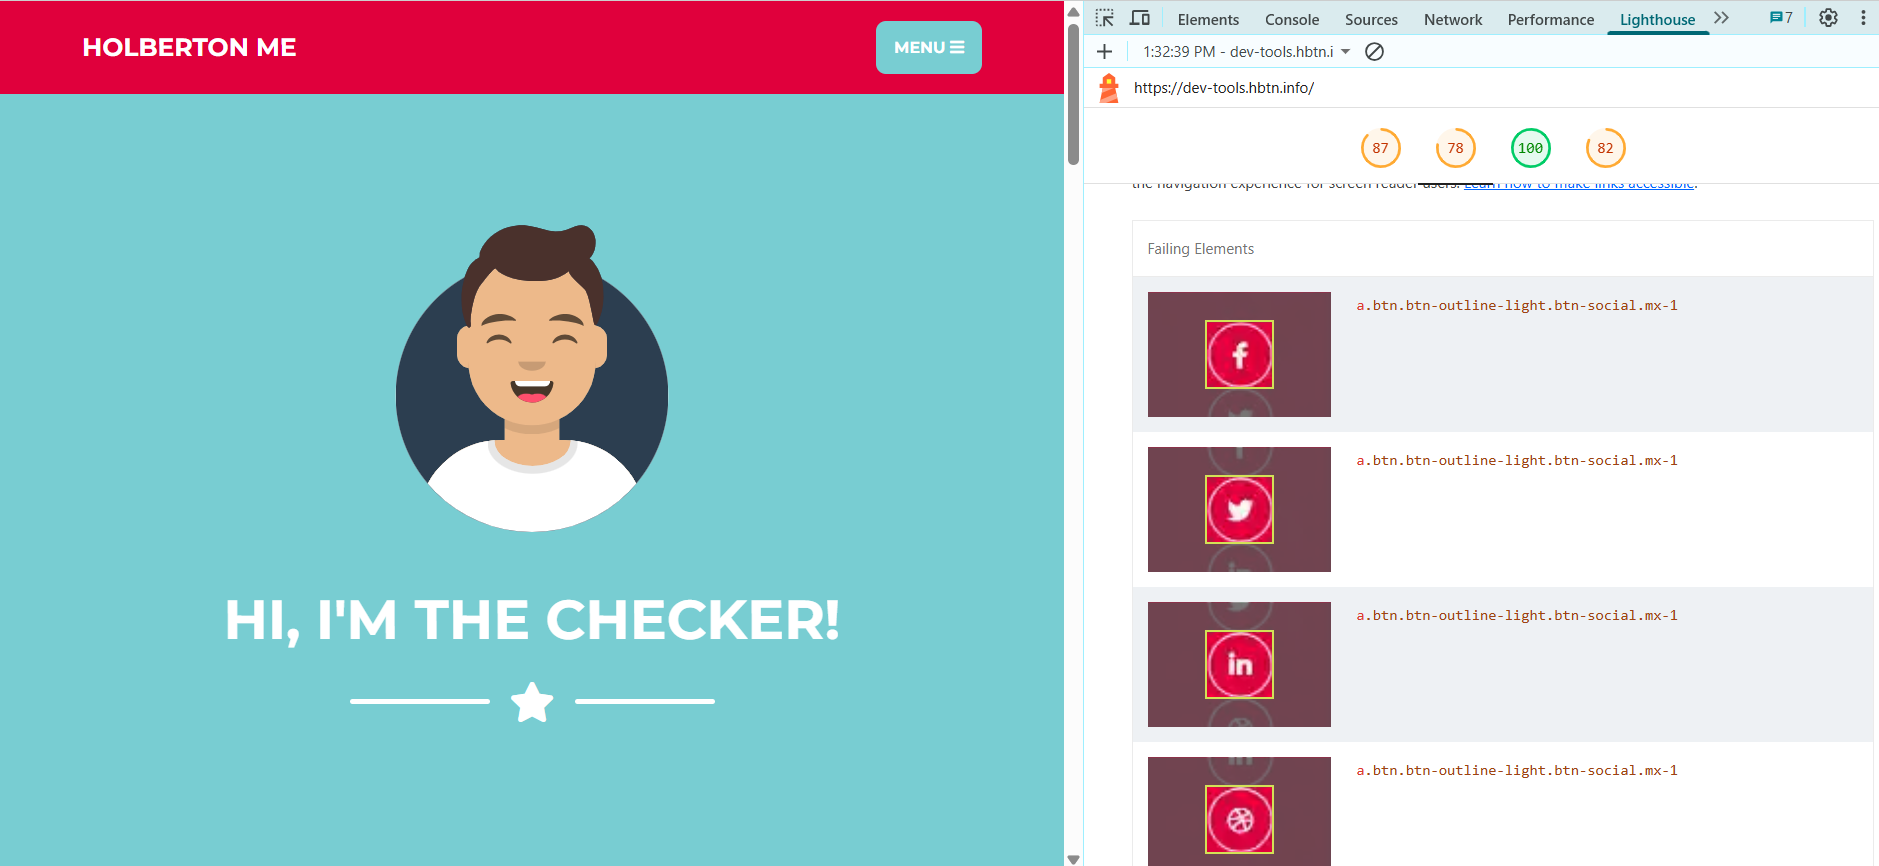 HOLBERTON ME
MENU
HI, I'M THE CHECKER!
Elements Console Sources Network Performance Lighthouse 7
1:32:39 PM - dev-tools.hbtn.i
https://dev-tools.hbtn.info/
87 78 100 82
the navigation experience for screen reader users. Learn how to make links accessible.
Failing Elements
a.btn.btn-outline-light.btn-social.mx-1
a.btn.btn-outline-light.btn-social.mx-1
in
a.btn.btn-outline-light.btn-social.mx-1
a.btn.btn-outline-light.btn-social.mx-1